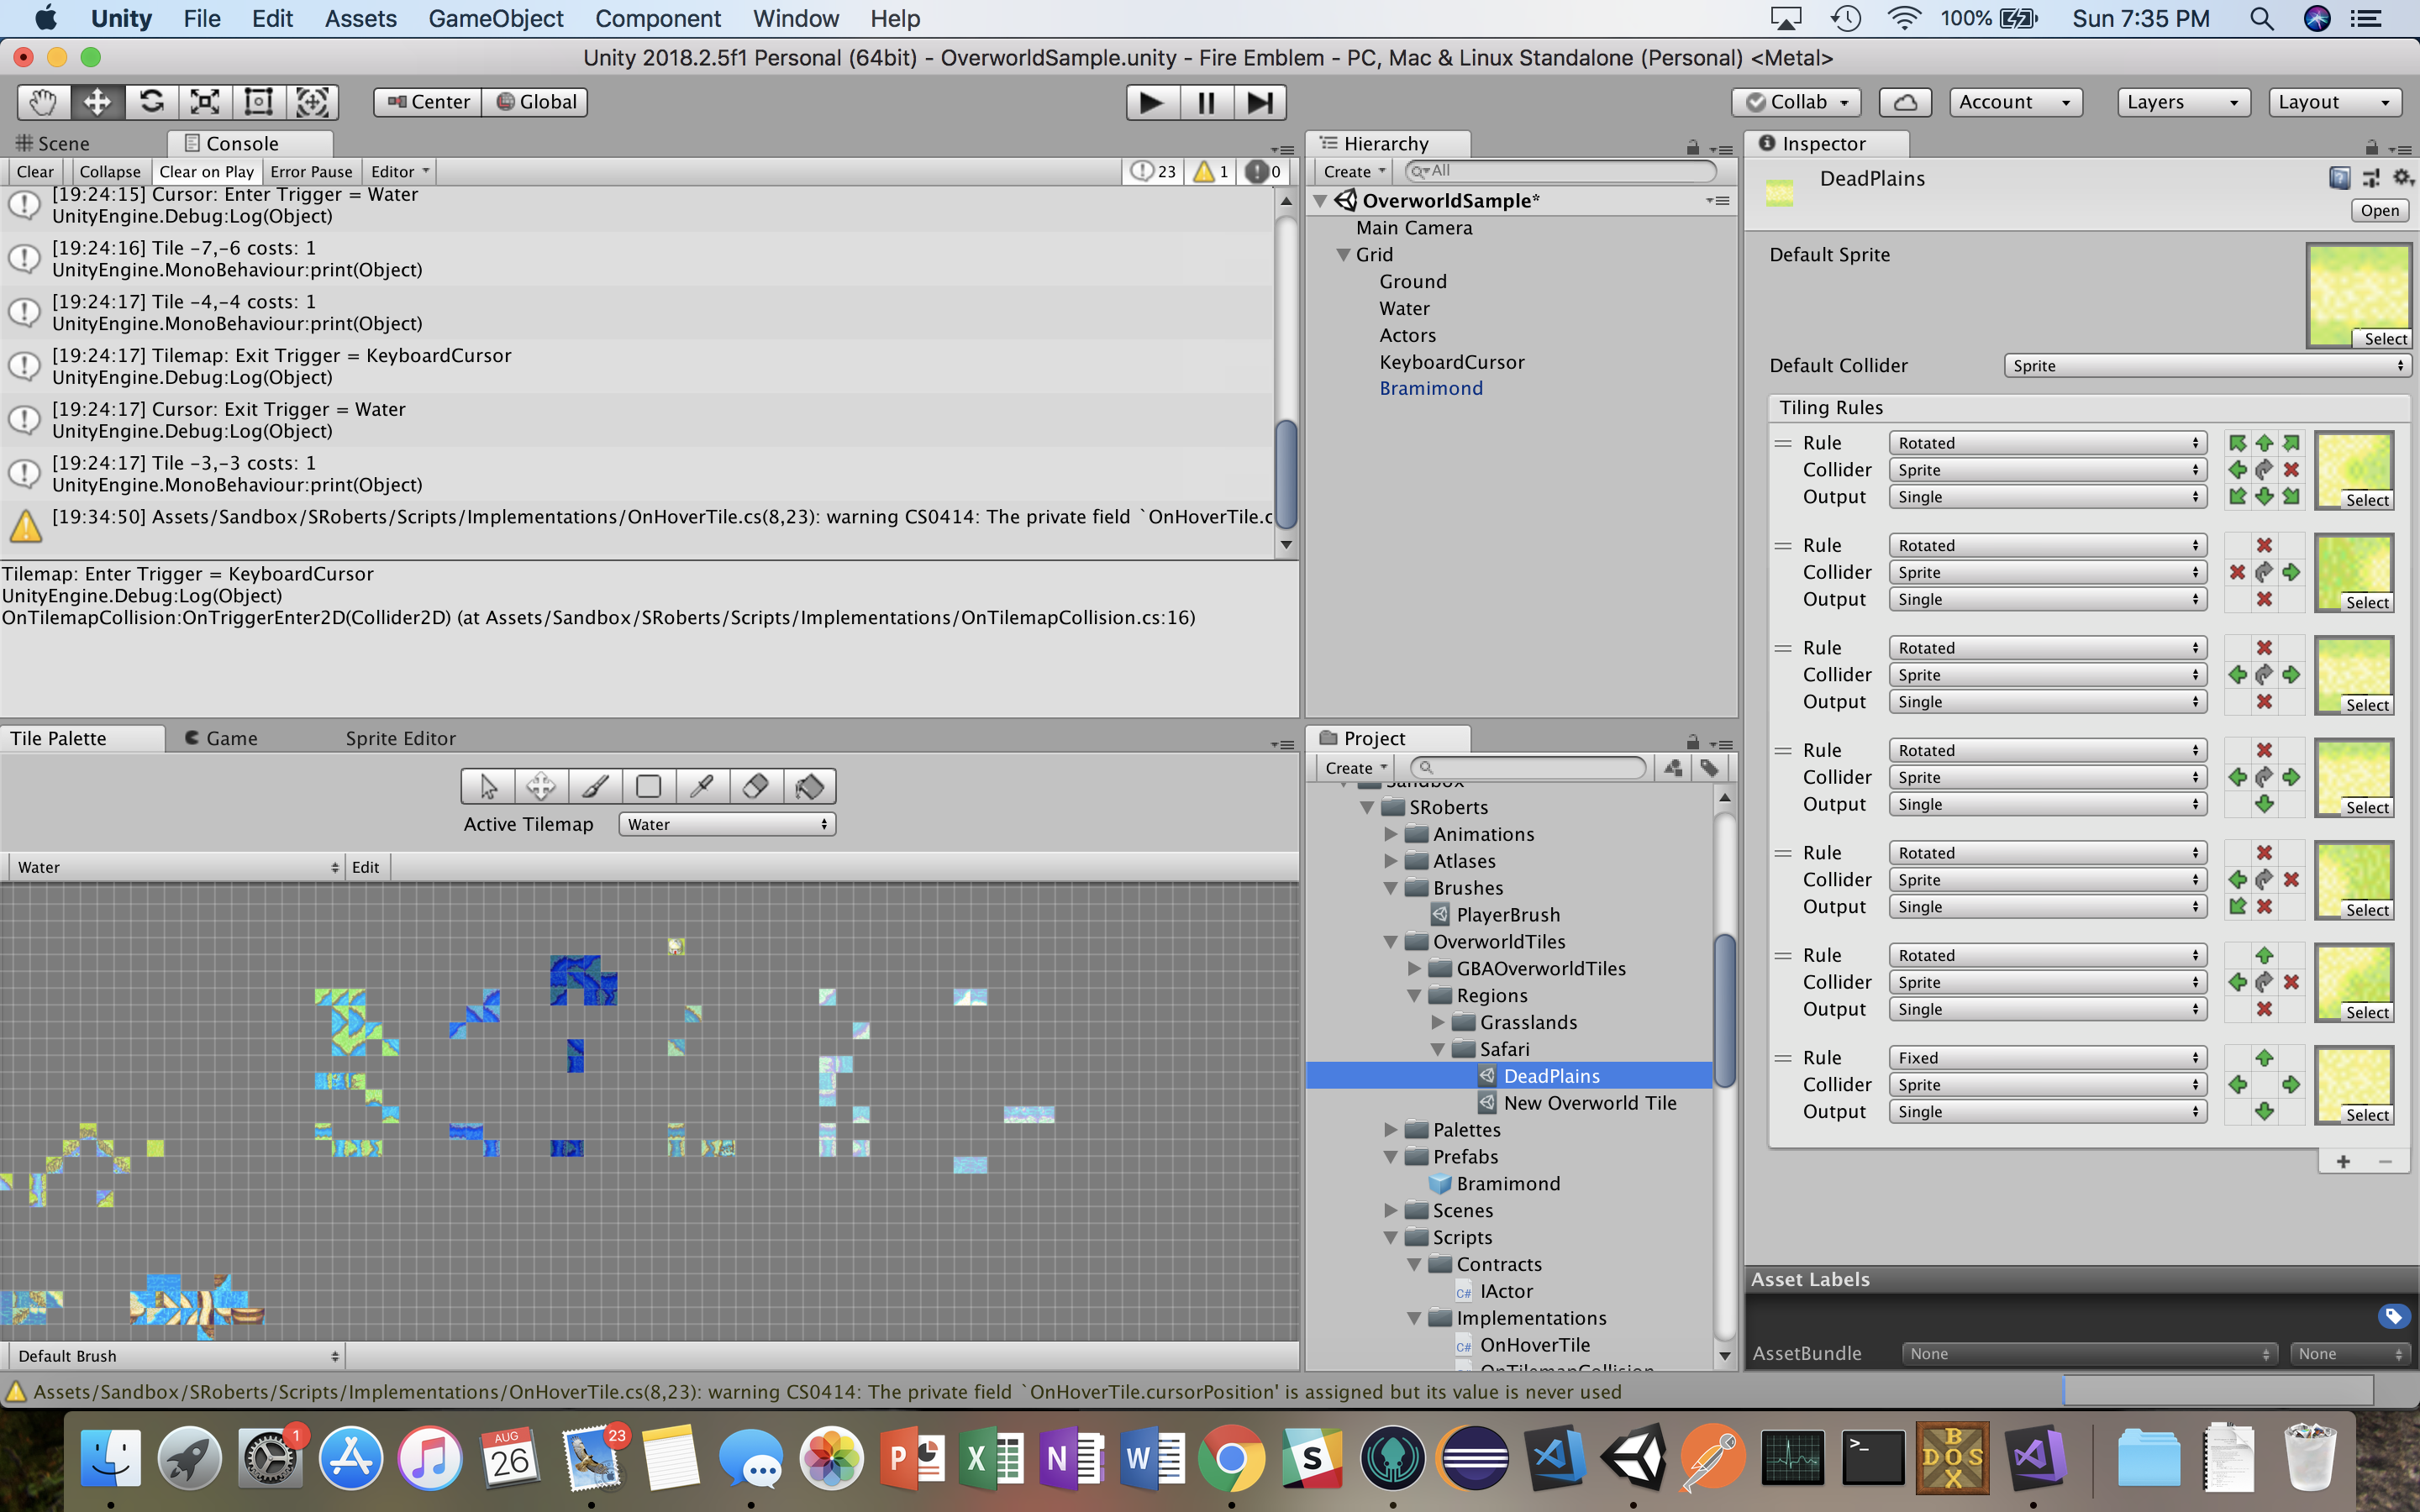 Unity File Edit Assets GameObject Component Window Help 100% Sun 7:35 PM
Unity 2018.2.5f1 Personal (64bit) - OverworldSample.unity - Fire Emblem - PC, Mac & Linux Standalone (Personal) <Metal>
Center Global Collab Account Layers Layout
Scene Console
Clear Collapse Clear on Play Error Pause Editor 23 1 0
[19:24:15] Cursor: Enter Trigger = Water
UnityEngine.Debug:Log(Object)
[19:24:16] Tile -7,-6 costs: 1
UnityEngine.MonoBehaviour:print(Object)
[19:24:17] Tile -4,-4 costs: 1
UnityEngine.MonoBehaviour:print(Object)
[19:24:17] Tilemap: Exit Trigger = KeyboardCursor
UnityEngine.Debug:Log(Object)
[19:24:17] Cursor: Exit Trigger = Water
UnityEngine.Debug:Log(Object)
[19:24:17] Tile -3,-3 costs: 1
UnityEngine.MonoBehaviour:print(Object)
[19:34:50] Assets/Sandbox/SRoberts/Scripts/Implementations/OnHoverTile.cs(8,23): warning CS0414: The private field `OnHoverTile.c
Tilemap: Enter Trigger = KeyboardCursor
UnityEngine.Debug:Log(Object)
OnTilemapCollision:OnTriggerEnter2D(Collider2D) (at Assets/Sandbox/SRoberts/Scripts/Implementations/OnTilemapCollision.cs:16)
Tile Palette Game Sprite Editor
Active Tilemap Water
Water Edit
Default Brush
Hierarchy
Create All
OverworldSample*
Main Camera
Grid
Ground
Water
Actors
KeyboardCursor
Bramimond
Project
Create
Sandbox
SRoberts
Animations
Atlases
Brushes
PlayerBrush
OverworldTiles
GBAOverworldTiles
Regions
Grasslands
Safari
DeadPlains
New Overworld Tile
Palettes
Prefabs
Bramimond
Scenes
Scripts
Contracts
C# IActor
Implementations
C# OnHoverTile
OnTilemapCollision
Inspector
DeadPlains
Open
Default Sprite
Select
Default Collider Sprite
Tiling Rules
Rule Rotated
Collider Sprite
Output Single Select
Rule Rotated
Collider Sprite
Output Single Select
Rule Rotated
Collider Sprite
Output Single Select
Rule Rotated
Collider Sprite
Output Single Select
Rule Rotated
Collider Sprite
Output Single Select
Rule Rotated
Collider Sprite
Output Single Select
Rule Fixed
Collider Sprite
Output Single Select
Asset Labels
AssetBundle None None
Assets/Sandbox/SRoberts/Scripts/Implementations/OnHoverTile.cs(8,23): warning CS0414: The private field `OnHoverTile.cursorPosition' is assigned but its value is never used
1 AUG 26 23 P X N W S >_ BOSX DOS